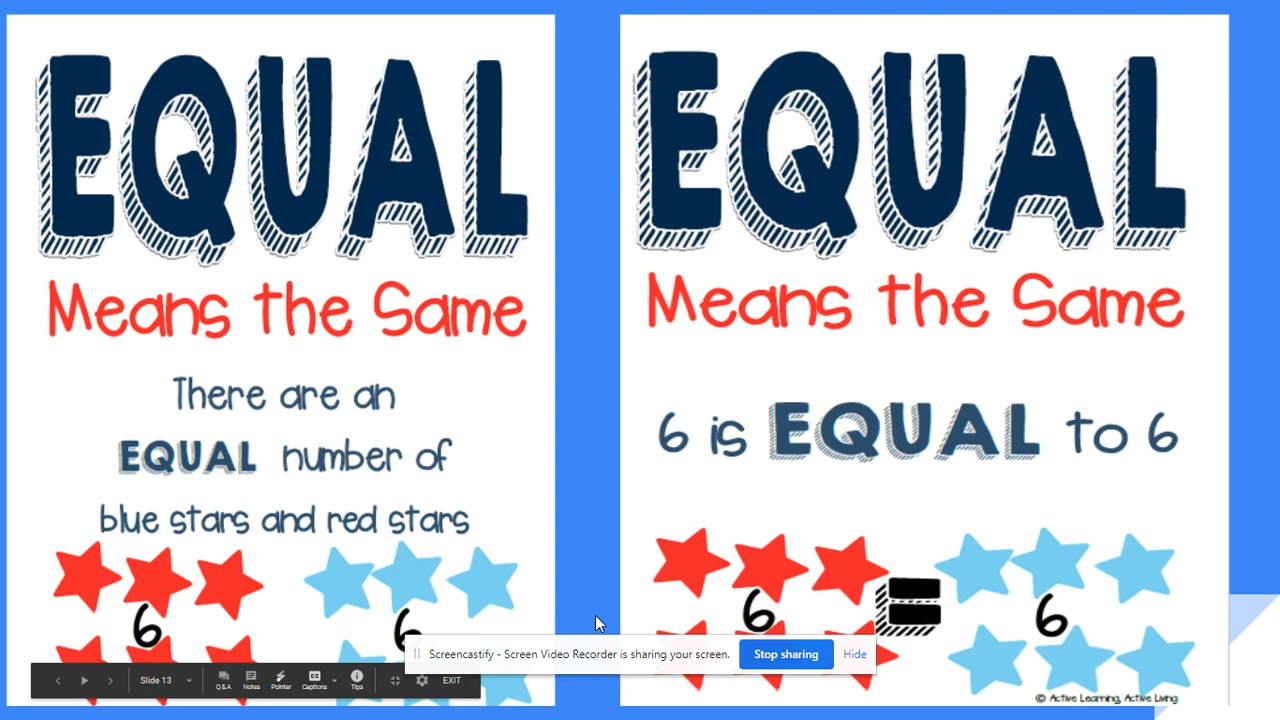 EQUAL
Means the Same
There are an
EQUAL number of
blue stars and red stars
6
6
EQUAL
Means the Same
6 is EQUAL to 6
6
=
6
© Active Learning, Active Living
Screencastify - Screen Video Recorder is sharing your screen.
Stop sharing
Hide
Slide 13
Q&A
Notes
Pointer
Captions
Tips
EXIT